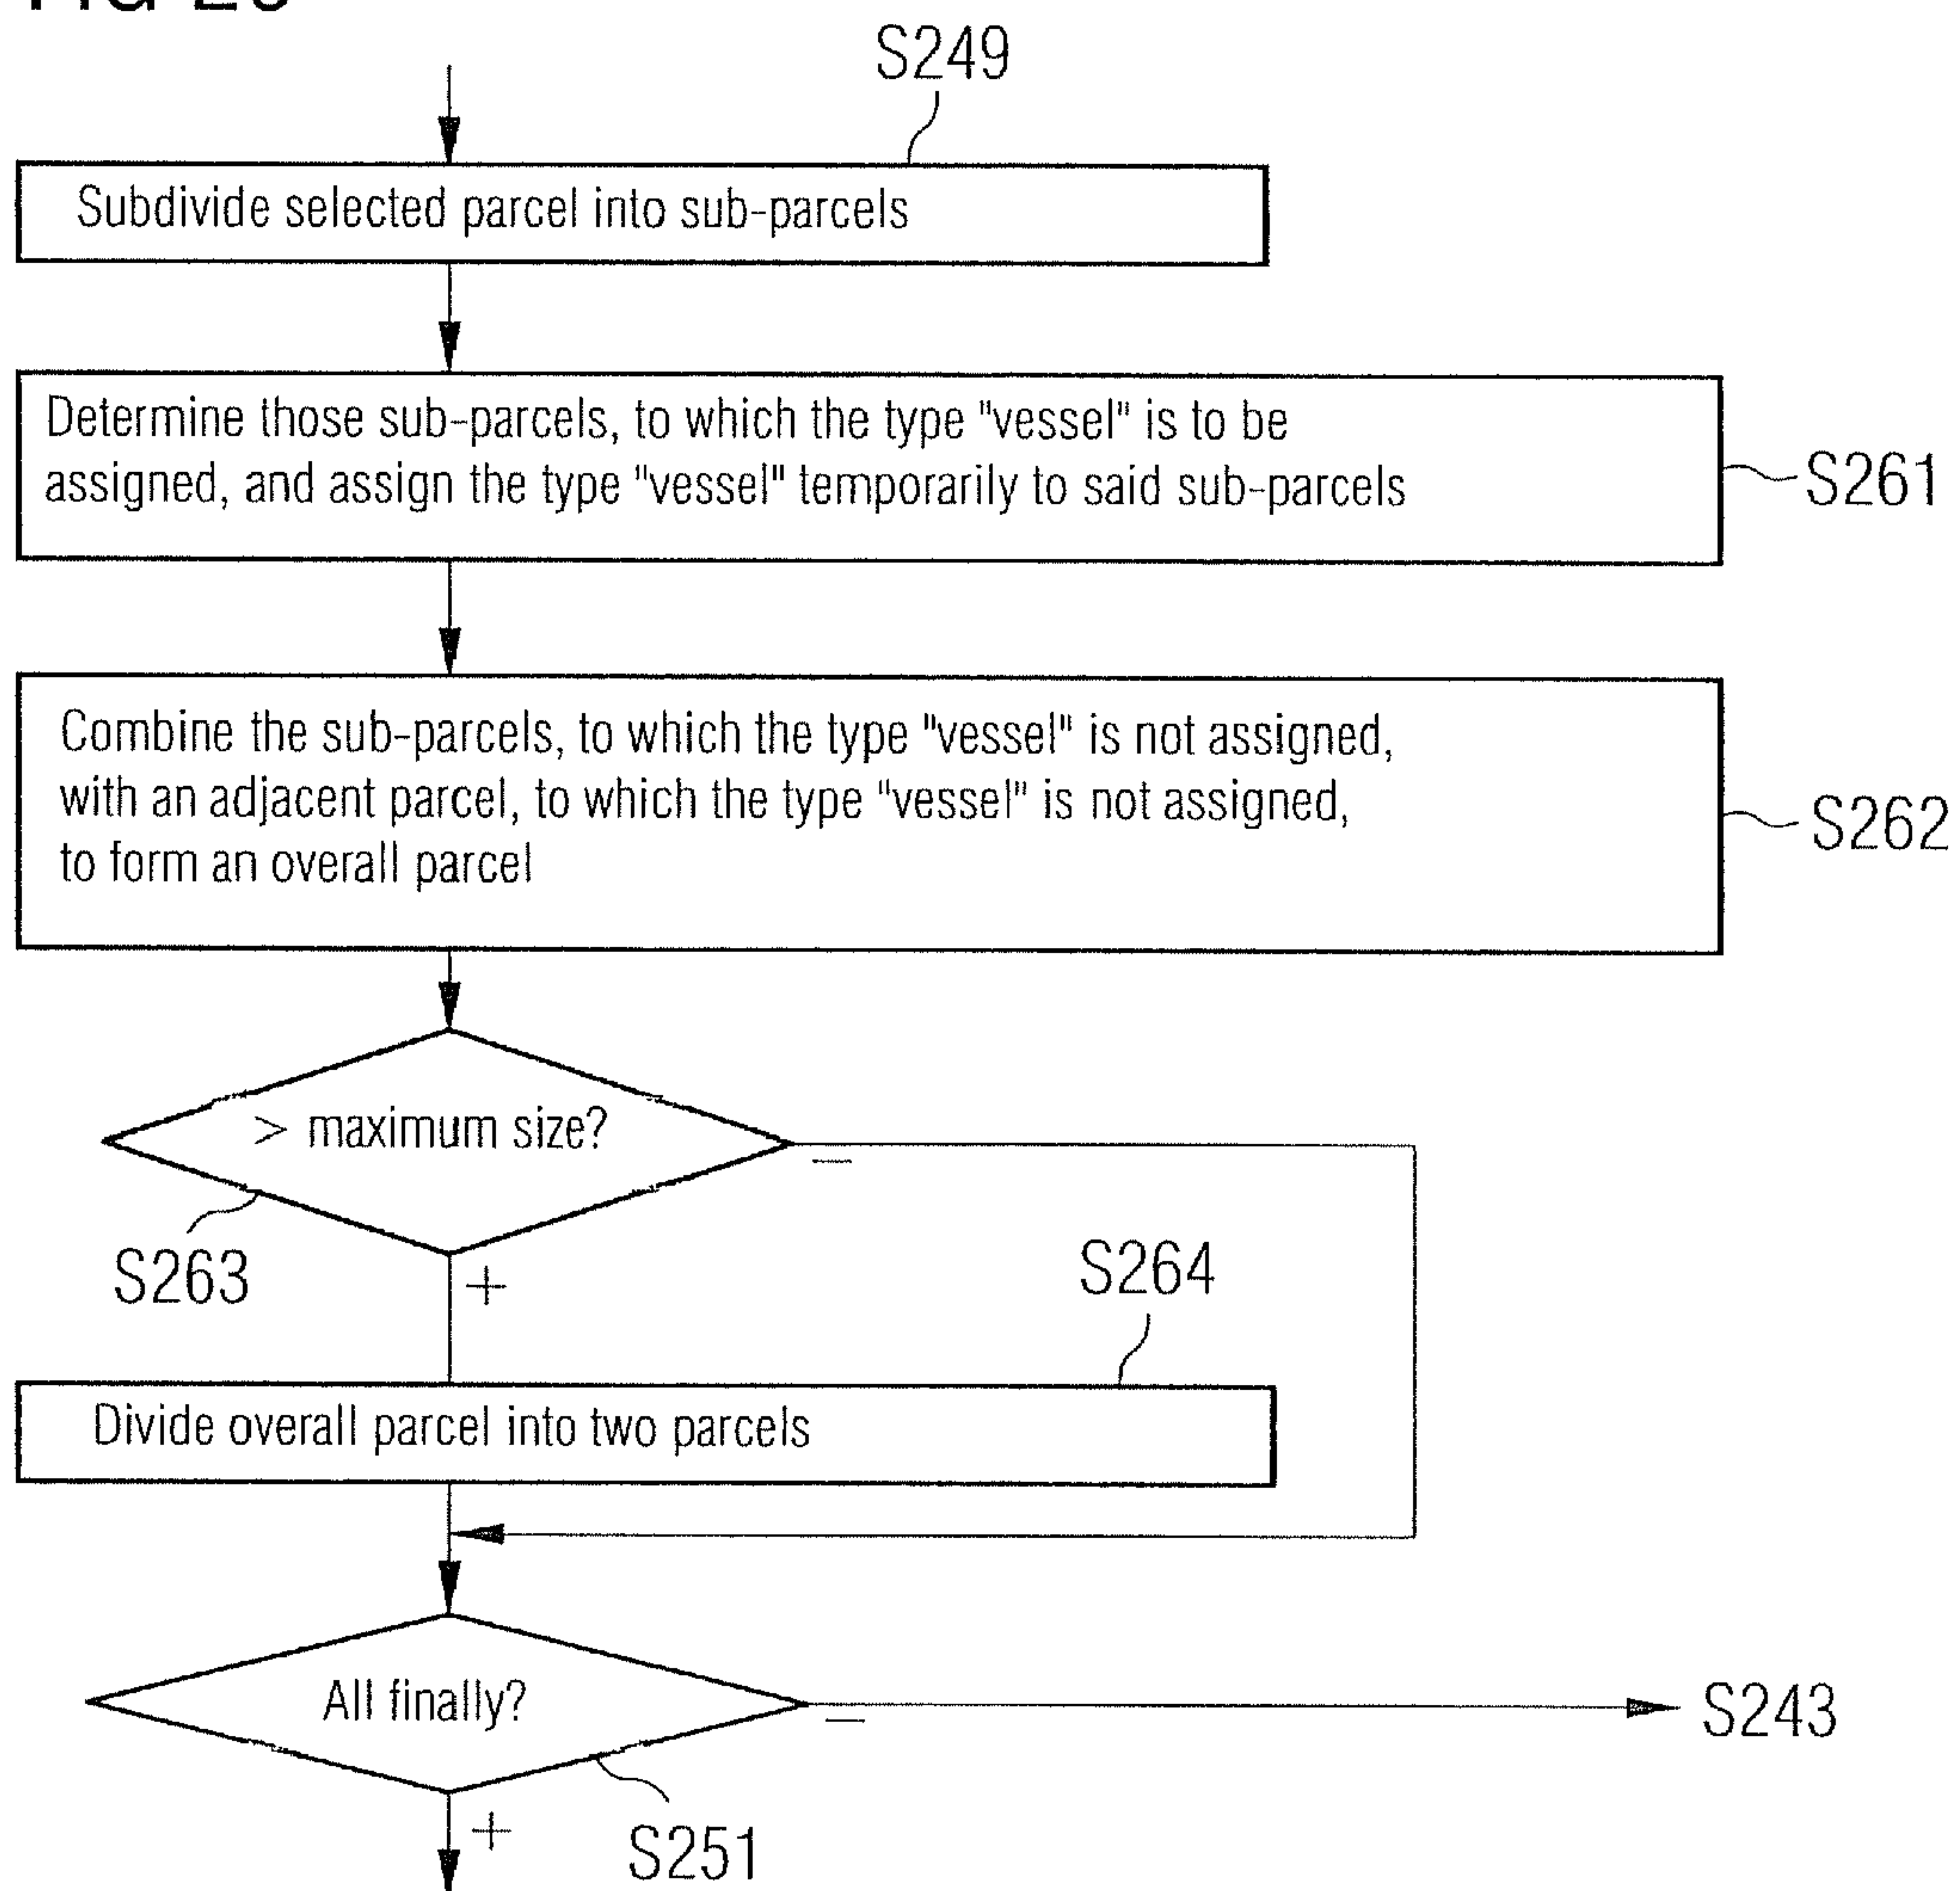 S249
Subdivide selected parcel into sub-parcels
Determine those sub-parcels, to which the type "vessel" is to be
assigned, and assign the type "vessel" temporarily to said sub-parcels
S261
Combine the sub-parcels, to which the type "vessel" is not assigned,
with an adjacent parcel, to which the type "vessel" is not assigned,
to form an overall parcel
S262
> maximum size?
–
S263
+
S264
Divide overall parcel into two parcels
All finally?
–
S243
+
S251